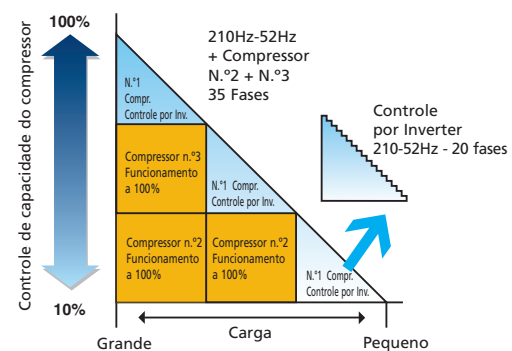 Controle de capacidade do compressor
100%
10%
210Hz-52Hz
+ Compressor
N.º2 + N.º3
35 Fases
N.º1
Compr.
Controle por Inv.
Compressor n.º3
Funcionamento
a 100%
N.º1 Compr.
Controle por Inv.
Compressor n.º2
Funcionamento
a 100%
Compressor n.º2
Funcionamento
a 100%
N.º1 Compr.
Controle por Inv.
Controle
por Inverter
210-52Hz - 20 fases
Grande
Carga
Pequeno